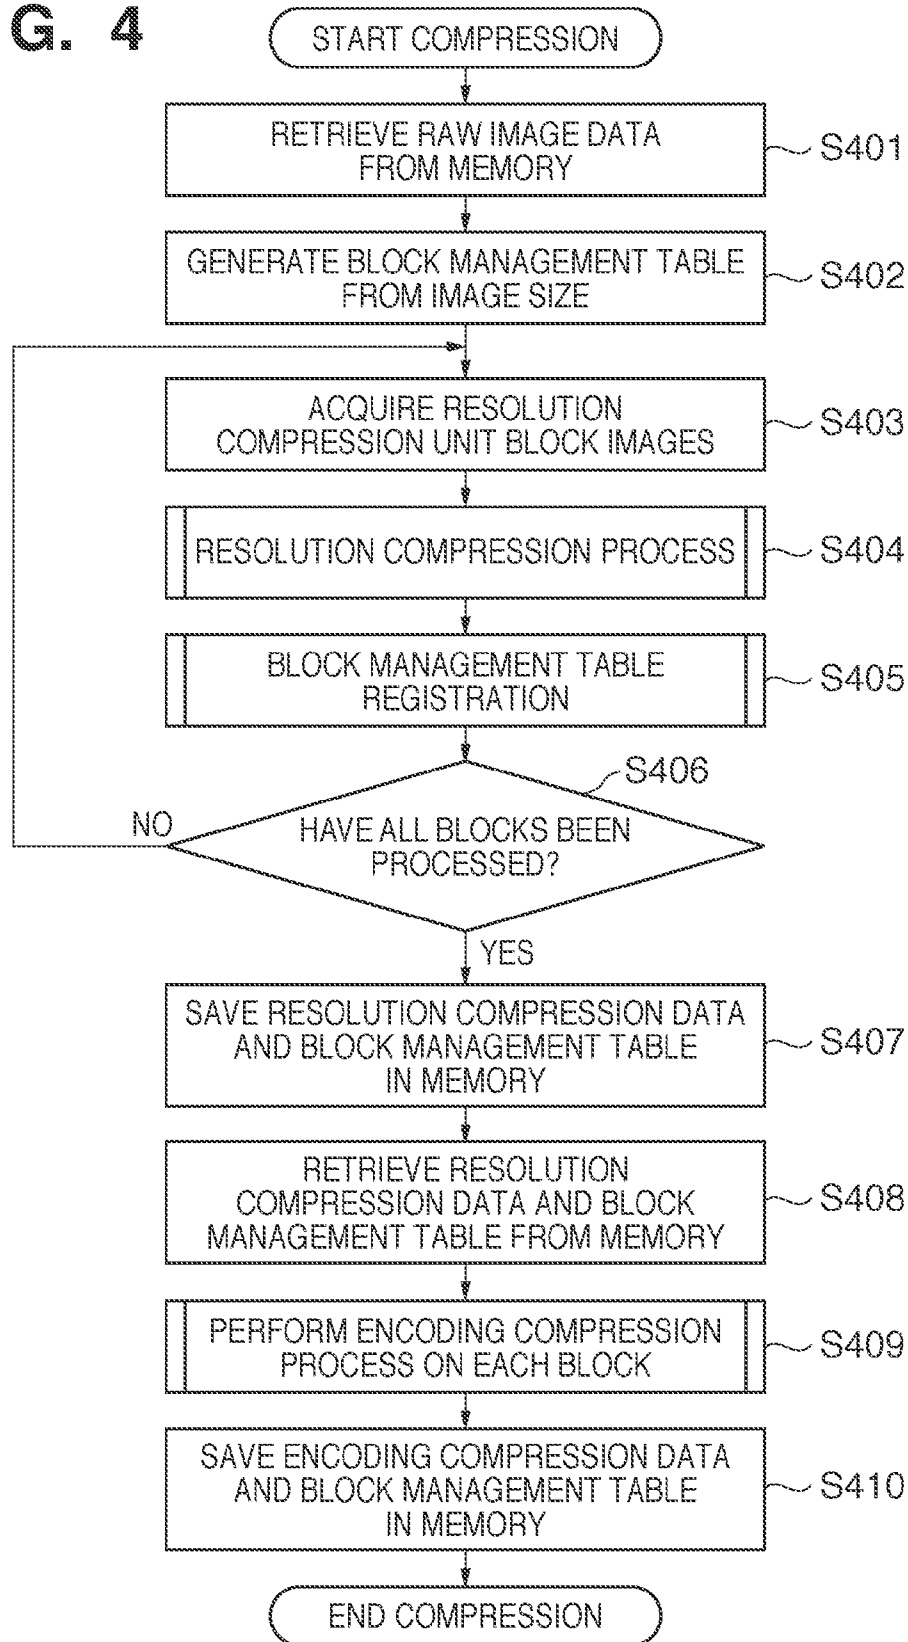 G. 4
START COMPRESSION
RETRIEVE RAW IMAGE DATA
FROM MEMORY
S401
GENERATE BLOCK MANAGEMENT TABLE
FROM IMAGE SIZE
S402
ACQUIRE RESOLUTION
COMPRESSION UNIT BLOCK IMAGES
S403
RESOLUTION COMPRESSION PROCESS
S404
BLOCK MANAGEMENT TABLE
REGISTRATION
S405
S406
NO
HAVE ALL BLOCKS BEEN
PROCESSED?
YES
SAVE RESOLUTION COMPRESSION DATA
AND BLOCK MANAGEMENT TABLE
IN MEMORY
S407
RETRIEVE RESOLUTION
COMPRESSION DATA AND BLOCK
MANAGEMENT TABLE FROM MEMORY
S408
PERFORM ENCODING COMPRESSION
PROCESS ON EACH BLOCK
S409
SAVE ENCODING COMPRESSION DATA
AND BLOCK MANAGEMENT TABLE
IN MEMORY
S410
END COMPRESSION